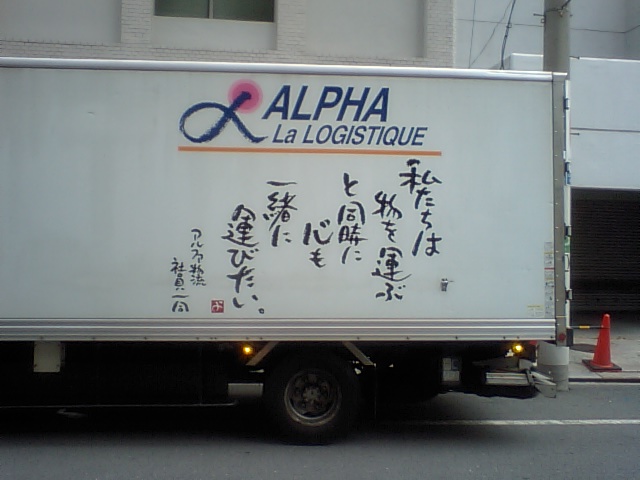 ALPHA
La LOGISTIQUE
私たちは
物を運ぶ
と同時に
心も
一緒に
運びたい。
アルファ物流
社員一同